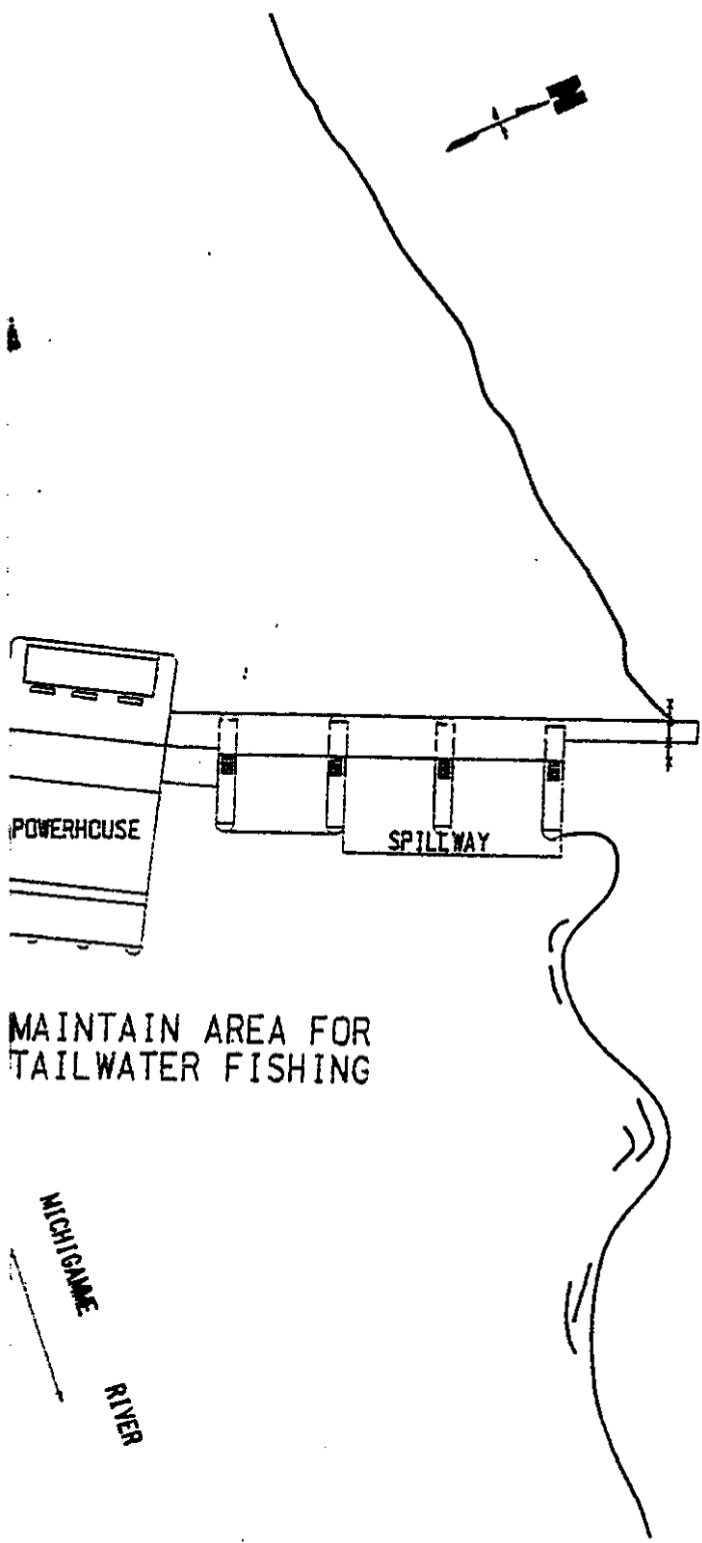 N
POWERHOUSE
SPILLWAY
MAINTAIN AREA FOR
TAILWATER FISHING
MICHIGAMME
RIVER